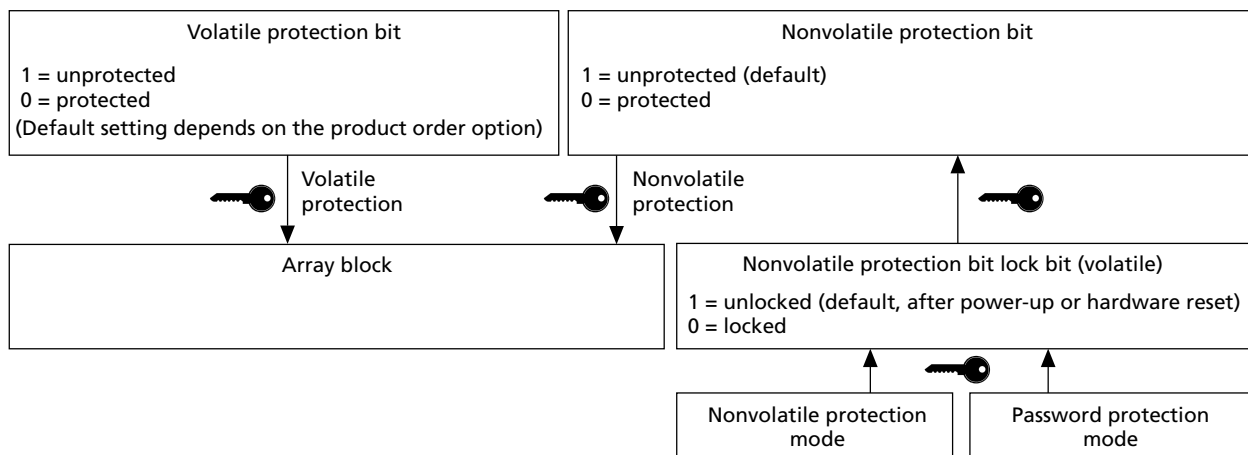 Volatile protection bit
1 = unprotected
0 = protected
(Default setting depends on the product order option)
Nonvolatile protection bit
1 = unprotected (default)
0 = protected
Volatile
protection
Nonvolatile
protection
Array block
Nonvolatile protection bit lock bit (volatile)
1 = unlocked (default, after power-up or hardware reset)
0 = locked
Nonvolatile protection
mode
Password protection
mode